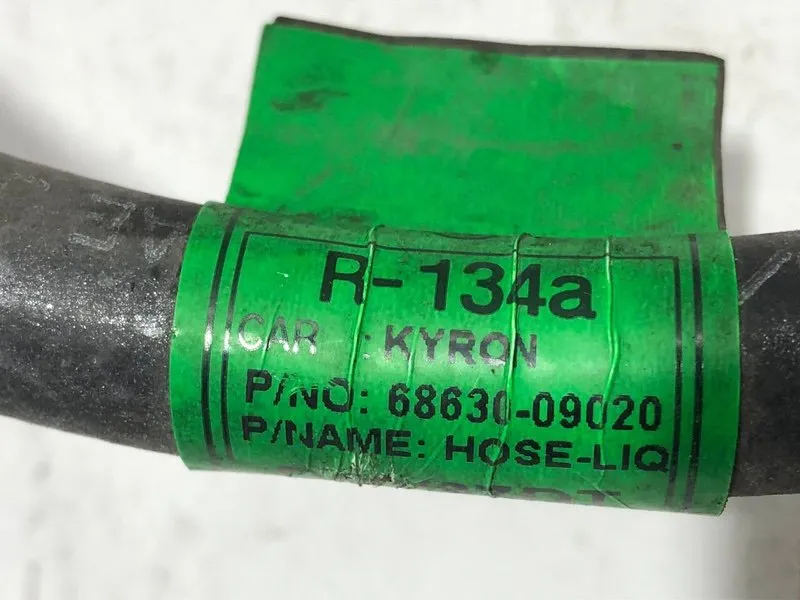 R-134a
CAR : KYRON
P/NO: 68630-09020
P/NAME: HOSE-LIQ